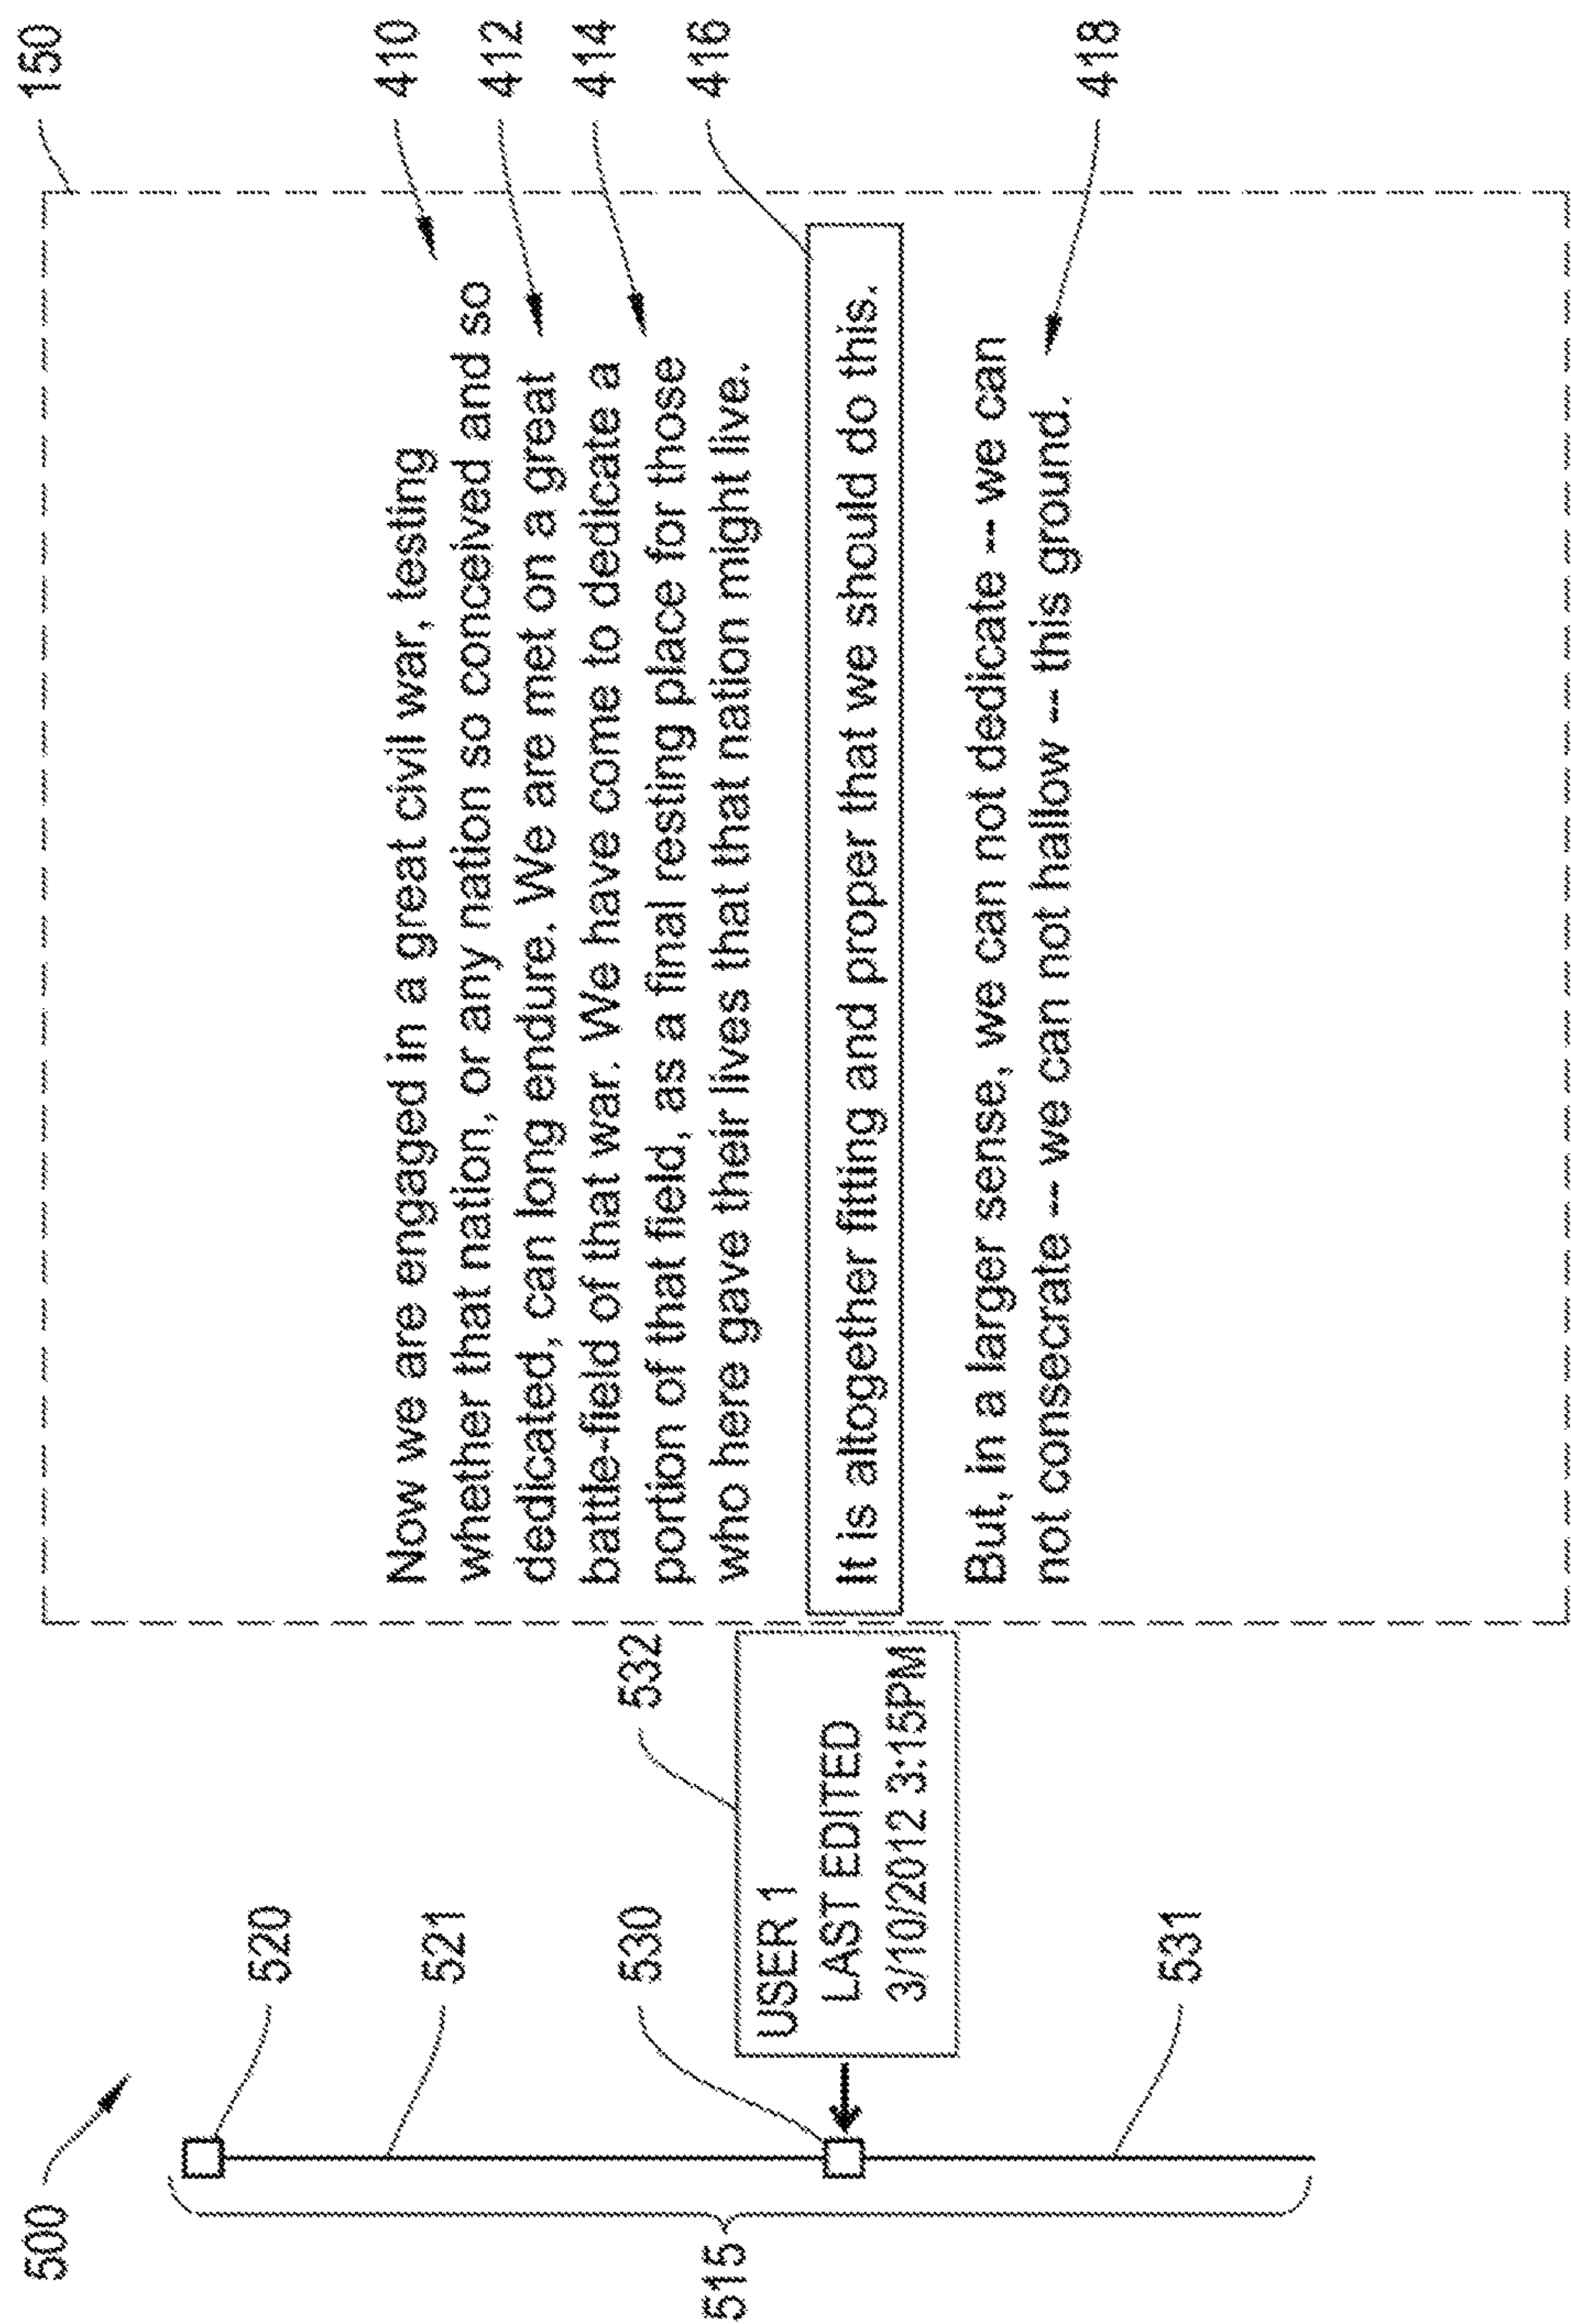 500
515
520
521
530
531
532
USER 1
LAST EDITED
3/10/2012 3:15PM
150
Now we are engaged in a great civil war, testing
whether that nation, or any nation so conceived and so
dedicated, can long endure. We are met on a great
battle-field of that war. We have come to dedicate a
portion of that field, as a final resting place for those
who here gave their lives that that nation might live.
It is altogether fitting and proper that we should do this.
But, in a larger sense, we can not dedicate -- we can
not consecrate -- we can not hallow -- this ground.
410
412
414
416
418